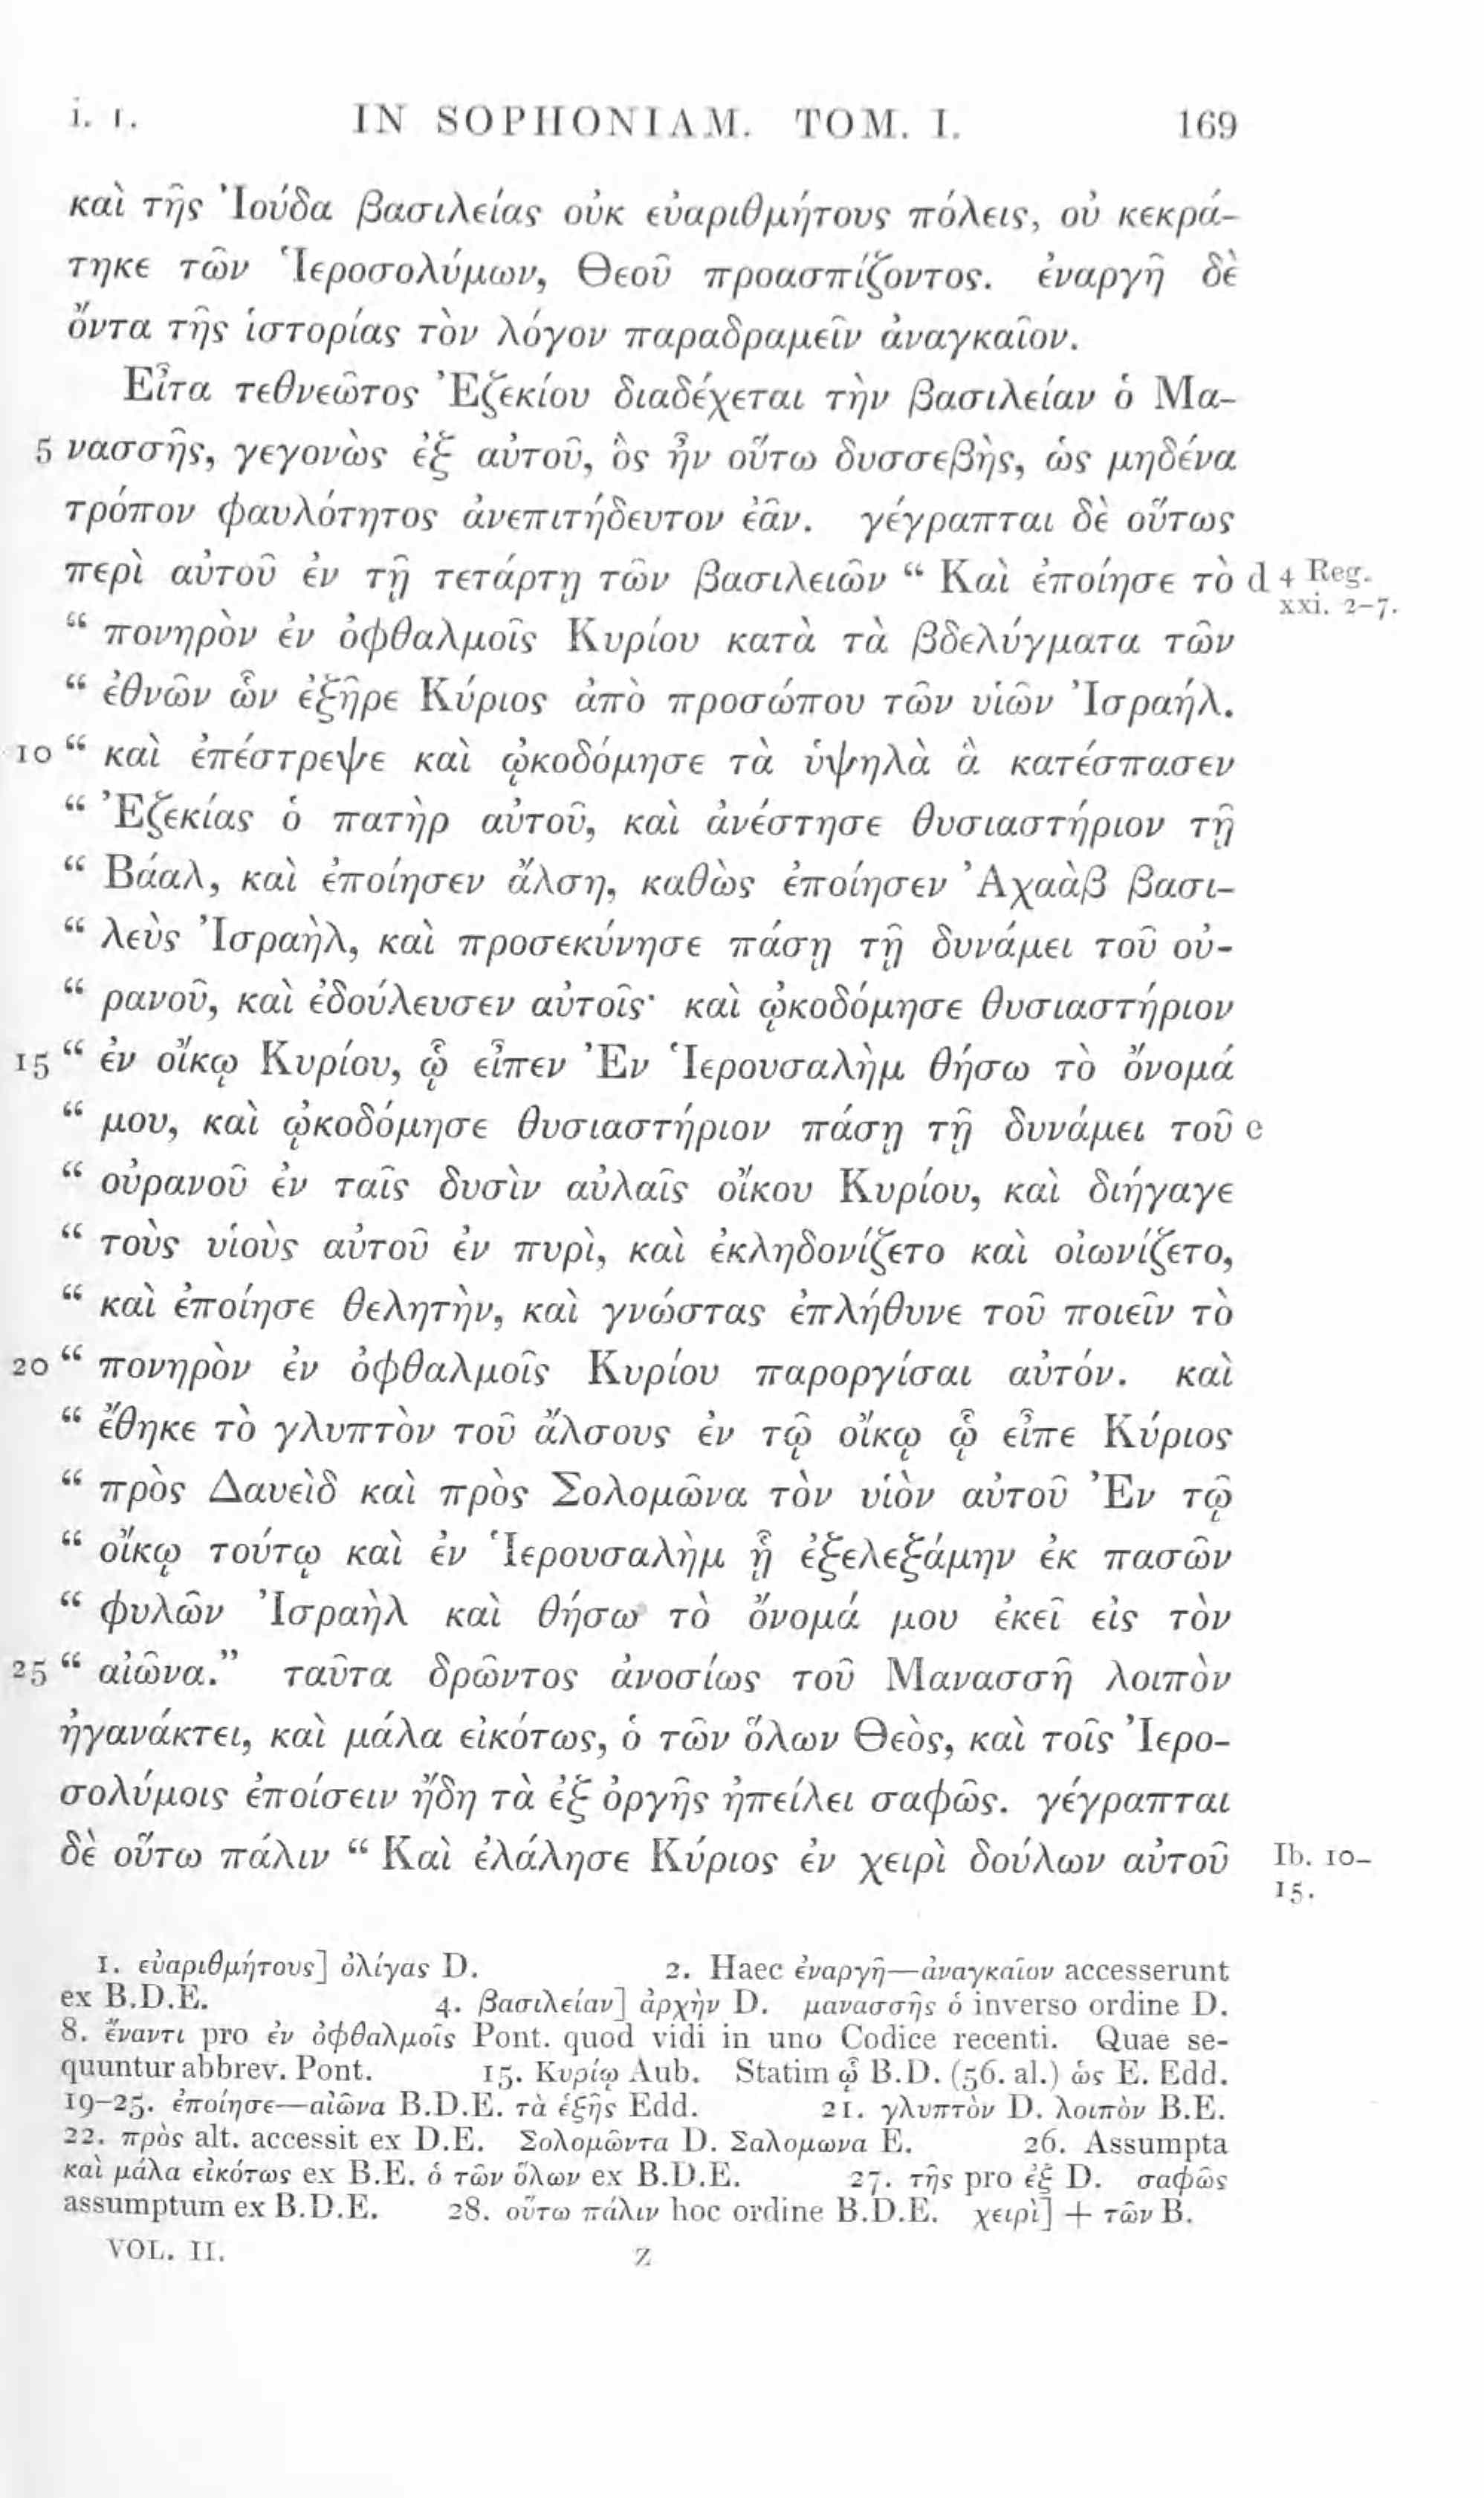 i. 1. IN SOPHONIAM. TOM. I. 169
καὶ τῆς Ἰούδα βασιλείας οὐκ εὐαριθμήτους πόλεις, οὐ κεκρά-
τηκε τῶν Ἱεροσολύμων, Θεοῦ προασπίζοντος. ἐναργῆ δὲ
ὄντα τῆς ἱστορίας τὸν λόγον παραδραμεῖν ἀναγκαῖον.
Εἶτα τεθνεῶτος Ἐζεκίου διαδέχεται τὴν βασιλείαν ὁ Μα-
5 νασσῆς, γεγονὼς ἐξ αὐτοῦ, ὃς ἦν οὕτω δυσσεβὴς, ὡς μηδένα
τρόπον φαυλότητος ἀνεπιτήδευτον ἐᾶν. γέγραπται δὲ οὕτως
περὶ αὐτοῦ ἐν τῇ τετάρτῃ τῶν βασιλειῶν “ Καὶ ἐποίησε τὸ d 4 Reg.
xxi. 2-7.
“ πονηρὸν ἐν ὀφθαλμοῖς Κυρίου κατὰ τὰ βδελύγματα τῶν
“ ἐθνῶν ὧν ἐξῆρε Κύριος ἀπὸ προσώπου τῶν υἱῶν Ἰσραήλ.
10 “ καὶ ἐπέστρεψε καὶ ᾠκοδόμησε τὰ ὑψηλὰ ἃ κατέσπασεν
“ Ἐζεκίας ὁ πατὴρ αὐτοῦ, καὶ ἀνέστησε θυσιαστήριον τῇ
“ Βάαλ, καὶ ἐποίησεν ἄλση, καθὼς ἐποίησεν Ἀχαὰβ βασι-
“ λεὺς Ἰσραὴλ, καὶ προσεκύνησε πάσῃ τῇ δυνάμει τοῦ οὐ-
“ ρανοῦ, καὶ ἐδούλευσεν αὐτοῖς· καὶ ᾠκοδόμησε θυσιαστήριον
15 “ ἐν οἴκῳ Κυρίου, ᾧ εἶπεν Ἐν Ἱερουσαλὴμ θήσω τὸ ὄνομά
“ μου, καὶ ᾠκοδόμησε θυσιαστήριον πάσῃ τῇ δυνάμει τοῦ e
“ οὐρανοῦ ἐν ταῖς δυσὶν αὐλαῖς οἴκου Κυρίου, καὶ διήγαγε
“ τοὺς υἱοὺς αὐτοῦ ἐν πυρὶ, καὶ ἐκληδονίζετο καὶ οἰωνίζετο,
“ καὶ ἐποίησε θελητὴν, καὶ γνώστας ἐπλήθυνε τοῦ ποιεῖν τὸ
20 “ πονηρὸν ἐν ὀφθαλμοῖς Κυρίου παροργίσαι αὐτόν. καὶ
“ ἔθηκε τὸ γλυπτὸν τοῦ ἄλσους ἐν τῷ οἴκῳ ᾧ εἶπε Κύριος
“ πρὸς Δαυεὶδ καὶ πρὸς Σολομῶνα τὸν υἱὸν αὐτοῦ Ἐν τῷ
“ οἴκῳ τούτῳ καὶ ἐν Ἱερουσαλὴμ ᾗ ἐξελεξάμην ἐκ πασῶν
“ φυλῶν Ἰσραὴλ καὶ θήσω τὸ ὄνομά μου ἐκεῖ εἰς τὸν
25 “ αἰῶνα.” ταῦτα δρῶντος ἀνοσίως τοῦ Μανασσῆ λοιπὸν
ἠγανάκτει, καὶ μάλα εἰκότως, ὁ τῶν ὅλων Θεὸς, καὶ τοῖς Ἱερο-
σολύμοις ἐποίσειν ἤδη τὰ ἐξ ὀργῆς ἠπείλει σαφῶς. γέγραπται
δὲ οὕτω πάλιν “ Καὶ ἐλάλησε Κύριος ἐν χειρὶ δούλων αὐτοῦ Ib. 10-
15.
1. εὐαριθμήτους] ὀλίγας D. 2. Haec ἐναργῆ—ἀναγκαῖον accesserunt
ex B.D.E. 4. βασιλείαν] ἀρχὴν D. μανασσῆς ὁ inverso ordine D.
8. ἔναντι pro ἐν ὀφθαλμοῖς Pont. quod vidi in uno Codice recenti. Quae se-
quuntur abbrev. Pont. 15. Κυρίῳ Aub. Statim ᾧ B.D. (56. al.) ὡς E. Edd.
19-25. ἐποίησε—αἰῶνα B.D.E. τὰ ἑξῆς Edd. 21. γλυπτὸν D. λοιπὸν B.E.
22. πρὸς alt. accessit ex D.E. Σολομῶντα D. Σαλομωνα E. 26. Assumpta
καὶ μάλα εἰκότως ex B.E. ὁ τῶν ὅλων ex B.D.E. 27. τῆς pro ἐξ D. σαφῶς
assumptum ex B.D.E. 28. οὕτω πάλιν hoc ordine B.D.E. χειρὶ] + τῶν B.
VOL. II. Z